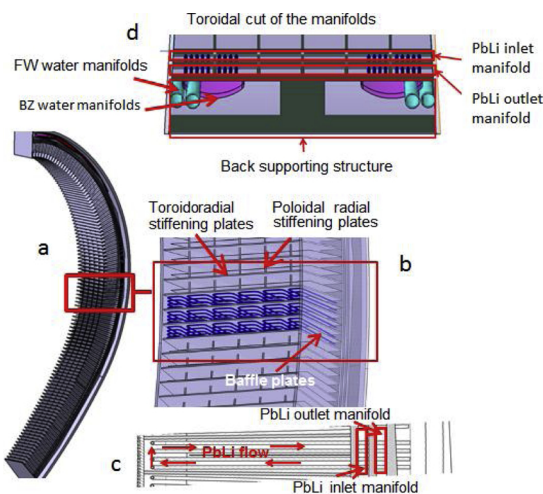 Toroidal cut of the manifolds
d
PbLi inlet
manifold
FW water manifolds
PbLi outlet
manifold
BZ water manifolds
Back supporting structure
Toroidoradial
stiffening plates
Poloidal radial
stiffening plates
a
b
Baffle plates
PbLi outlet manifold
PbLi flow
c
PbLi inlet manifold